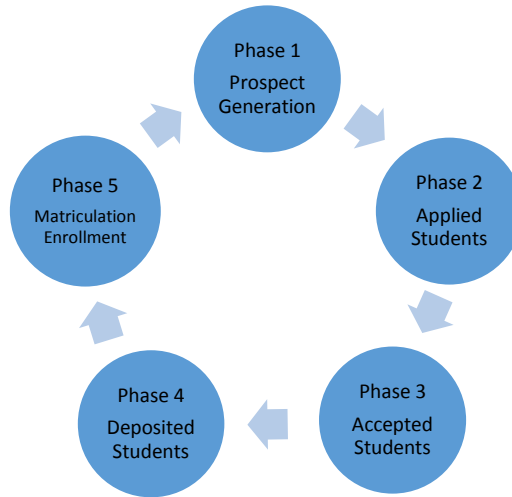 Phase 1
Prospect
Generation
Phase 2
Applied
Students
Phase 3
Accepted
Students
Phase 4
Deposited
Students
Phase 5
Matriculation
Enrollment